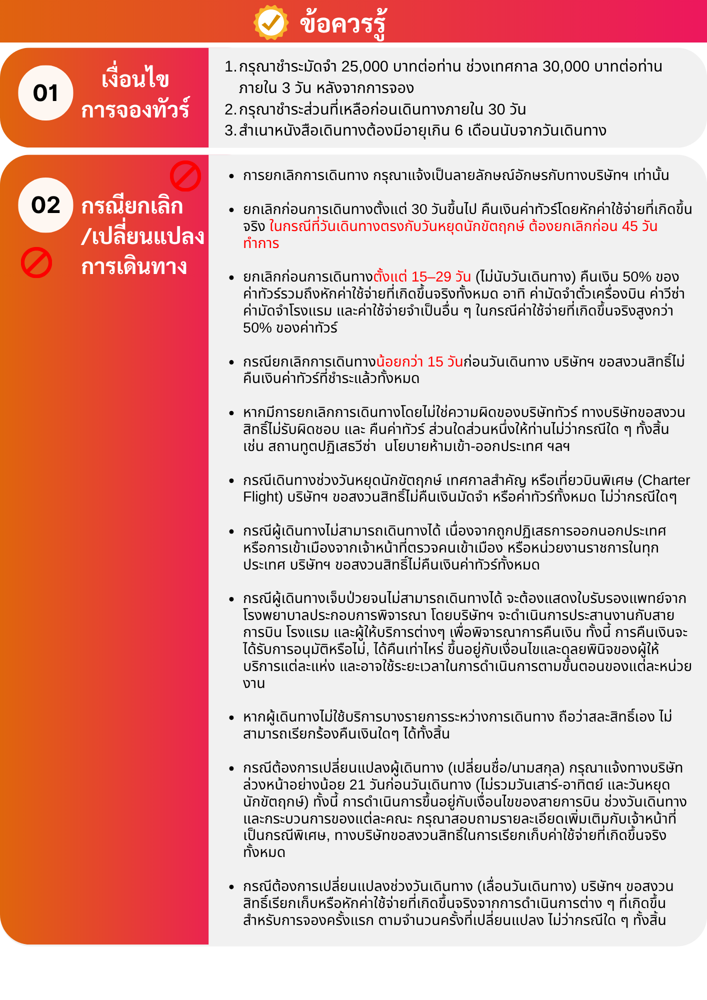 ข้อควรรู้
01
เงื่อนไข
การจองทัวร์
1. กรุณาชำระมัดจำ 25,000 บาทต่อท่าน ช่วงเทศกาล 30,000 บาทต่อท่าน
ภายใน 3 วัน หลังจากการจอง
2. กรุณาชำระส่วนที่เหลือก่อนเดินทางภายใน 30 วัน
3. สำเนาหนังสือเดินทางต้องมีอายุเกิน 6 เดือนนับจากวันเดินทาง
02
กรณียกเลิก
/เปลี่ยนแปลง
การเดินทาง
• การยกเลิกการเดินทาง กรุณาแจ้งเป็นลายลักษณ์อักษรกับทางบริษัทฯ เท่านั้น
• ยกเลิกก่อนการเดินทางตั้งแต่ 30 วันขึ้นไป คืนเงินค่าทัวร์โดยหักค่าใช้จ่ายที่เกิดขึ้น
จริง ในกรณีที่วันเดินทางตรงกับวันหยุดนักขัตฤกษ์ ต้องยกเลิกก่อน 45 วัน
ทำการ
• ยกเลิกก่อนการเดินทางตั้งแต่ 15–29 วัน (ไม่นับวันเดินทาง) คืนเงิน 50% ของ
ค่าทัวร์รวมถึงหักค่าใช้จ่ายที่เกิดขึ้นจริงทั้งหมด อาทิ ค่ามัดจำตั๋วเครื่องบิน ค่าวีซ่า
ค่ามัดจำโรงแรม และค่าใช้จ่ายจำเป็นอื่น ๆ ในกรณีค่าใช้จ่ายที่เกิดขึ้นจริงสูงกว่า
50% ของค่าทัวร์
• กรณียกเลิกการเดินทางน้อยกว่า 15 วันก่อนวันเดินทาง บริษัทฯ ขอสงวนสิทธิ์ไม่
คืนเงินค่าทัวร์ที่ชำระแล้วทั้งหมด
• หากมีการยกเลิกการเดินทางโดยไม่ใช่ความผิดของบริษัททัวร์ ทางบริษัทขอสงวน
สิทธิ์ไม่รับผิดชอบ และ คืนค่าทัวร์ ส่วนใดส่วนหนึ่งให้ท่านไม่ว่ากรณีใด ๆ ทั้งสิ้น
เช่น สถานทูตปฏิเสธวีซ่า  นโยบายห้ามเข้า-ออกประเทศ ฯลฯ
• กรณีเดินทางช่วงวันหยุดนักขัตฤกษ์ เทศกาลสำคัญ หรือเที่ยวบินพิเศษ (Charter
Flight) บริษัทฯ ขอสงวนสิทธิ์ไม่คืนเงินมัดจำ หรือค่าทัวร์ทั้งหมด ไม่ว่ากรณีใดๆ
• กรณีผู้เดินทางไม่สามารถเดินทางได้ เนื่องจากถูกปฏิเสธการออกนอกประเทศ
หรือการเข้าเมืองจากเจ้าหน้าที่ตรวจคนเข้าเมือง หรือหน่วยงานราชการในทุก
ประเทศ บริษัทฯ ขอสงวนสิทธิ์ไม่คืนเงินค่าทัวร์ทั้งหมด
• กรณีผู้เดินทางเจ็บป่วยจนไม่สามารถเดินทางได้ จะต้องแสดงใบรับรองแพทย์จาก
โรงพยาบาลประกอบการพิจารณา โดยบริษัทฯ จะดำเนินการประสานงานกับสาย
การบิน โรงแรม และผู้ให้บริการต่างๆ เพื่อพิจารณาการคืนเงิน ทั้งนี้ การคืนเงินจะ
ได้รับการอนุมัติหรือไม่, ได้คืนเท่าไหร่ ขึ้นอยู่กับเงื่อนไขและดุลยพินิจของผู้ให้
บริการแต่ละแห่ง และอาจใช้ระยะเวลาในการดำเนินการตามขั้นตอนของแต่ละหน่วย
งาน
• หากผู้เดินทางไม่ใช้บริการบางรายการระหว่างการเดินทาง ถือว่าสละสิทธิ์เอง ไม่
สามารถเรียกร้องคืนเงินใดๆ ได้ทั้งสิ้น
• กรณีต้องการเปลี่ยนแปลงผู้เดินทาง (เปลี่ยนชื่อ/นามสกุล) กรุณาแจ้งทางบริษัท
ล่วงหน้าอย่างน้อย 21 วันก่อนวันเดินทาง (ไม่รวมวันเสาร์-อาทิตย์ และวันหยุด
นักขัตฤกษ์) ทั้งนี้ การดำเนินการขึ้นอยู่กับเงื่อนไขของสายการบิน ช่วงวันเดินทาง
และกระบวนการของแต่ละคณะ กรุณาสอบถามรายละเอียดเพิ่มเติมกับเจ้าหน้าที่
เป็นกรณีพิเศษ, ทางบริษัทขอสงวนสิทธิ์ในการเรียกเก็บค่าใช้จ่ายที่เกิดขึ้นจริง
ทั้งหมด
• กรณีต้องการเปลี่ยนแปลงช่วงวันเดินทาง (เลื่อนวันเดินทาง) บริษัทฯ ขอสงวน
สิทธิ์เรียกเก็บหรือหักค่าใช้จ่ายที่เกิดขึ้นจริงจากการดำเนินการต่าง ๆ ที่เกิดขึ้น
สำหรับการจองครั้งแรก ตามจำนวนครั้งที่เปลี่ยนแปลง ไม่ว่ากรณีใด ๆ ทั้งสิ้น